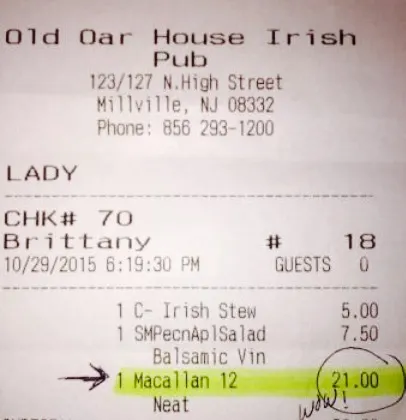 Old Oar House Irish
Pub
123/127 N.High Street
Millville, NJ 08332
Phone: 856 293-1200
LADY
CHK# 70
Brittany # 18
10/29/2015 6:19:30 PM GUESTS 0
1 C- Irish Stew 5.00
1 SMPecnAplSalad 7.50
Balsamic Vin
1 Macallan 12 21.00
Neat wow!